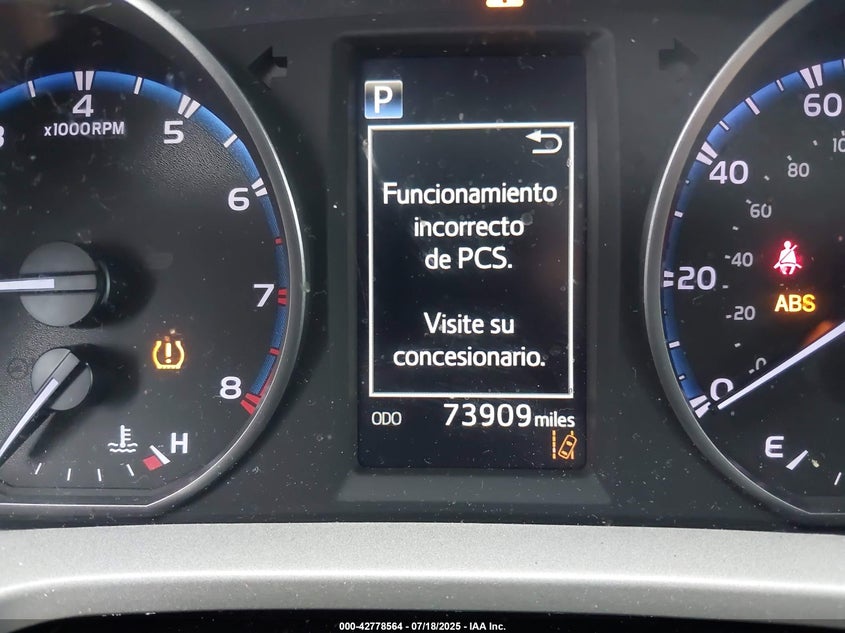 P
4
x1000RPM
5
6
7
8
H
Funcionamiento
incorrecto
de PCS.
Visite su
concesionario.
ODO 73909 miles
60
40
80
60
20
40
20
0
0
ABS
E
000-42778564 - 07/18/2025 - IAA Inc.